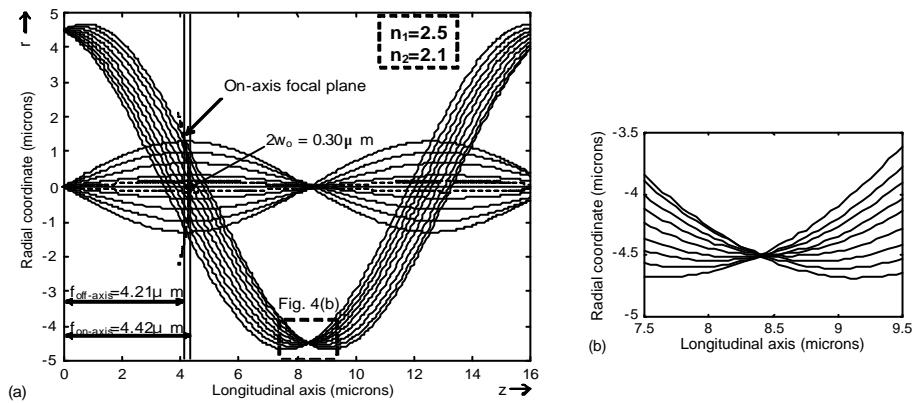 (a)
r
Radial coordinate (microns)
5
4
3
2
1
0
-1
-2
-3
-4
-5
n1=2.5
n2=2.1
On-axis focal plane
2wo = 0.30μ m
foff-axis=4.21μ m
fon-axis=4.42μ m
Fig. 4(b)
0
2
4
6
8
10
12
14
16
Longitudinal axis (microns)
z
(b)
Radial coordinate (microns)
-3.5
-4
-4.5
-5
7.5
8
8.5
9
9.5
Longitudinal axis (microns)